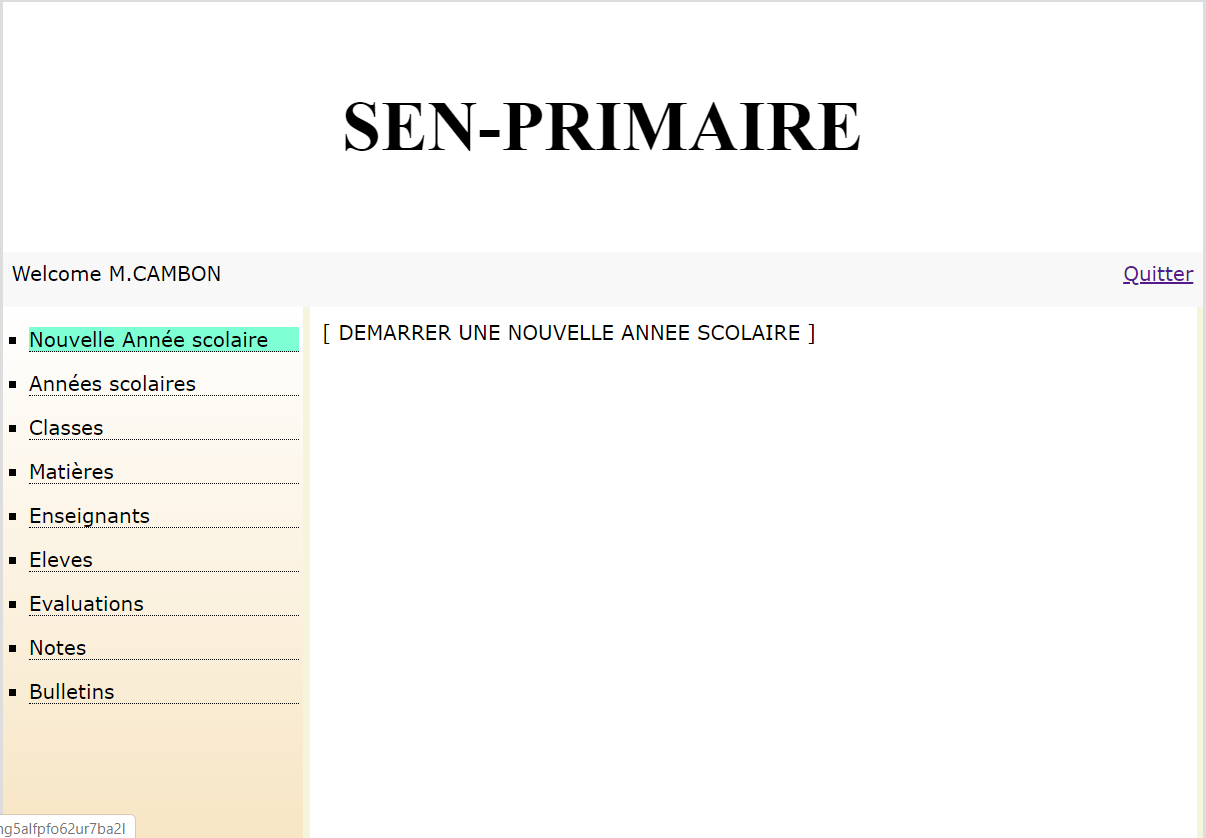 SEN-PRIMAIRE
Welcome M.CAMBON
Quitter
Nouvelle Année scolaire
Années scolaires
Classes
Matières
Enseignants
Eleves
Evaluations
Notes
Bulletins
[ DEMARRER UNE NOUVELLE ANNEE SCOLAIRE ]